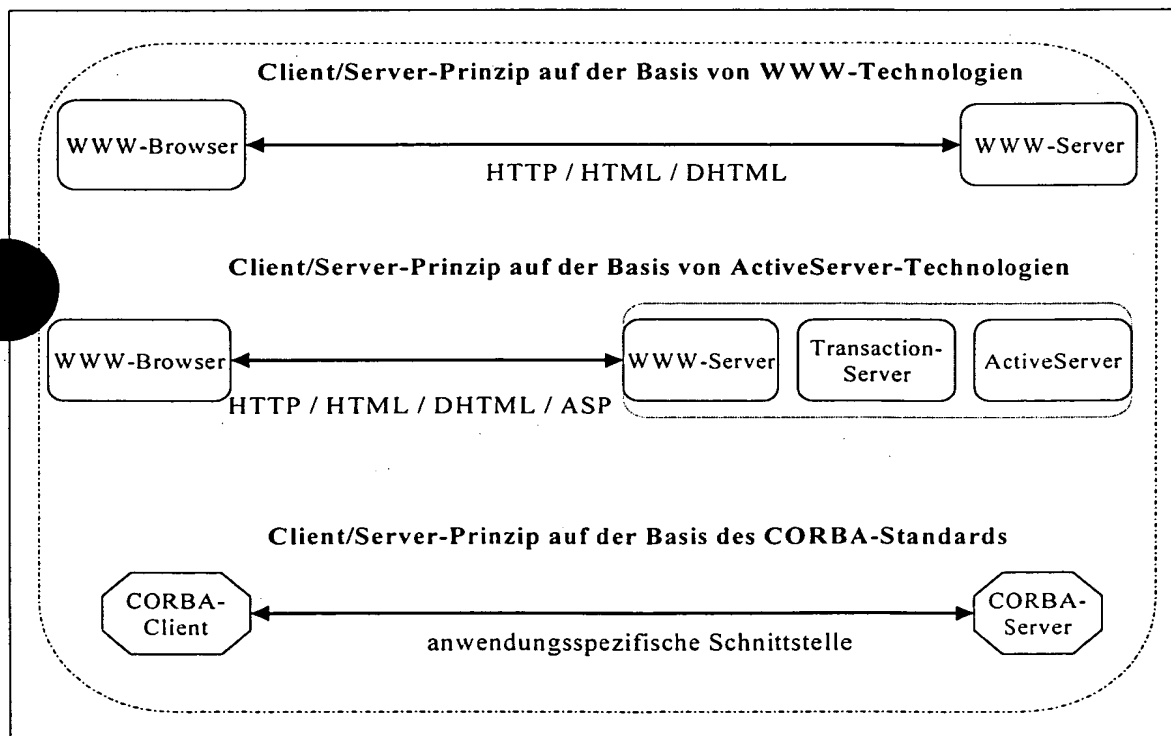 Client/Server-Prinzip auf der Basis von WWW-Technologien
WWW-Browser
WWW-Server
HTTP / HTML / DHTML
Client/Server-Prinzip auf der Basis von ActiveServer-Technologien
WWW-Browser
WWW-Server
Transaction-
Server
ActiveServer
HTTP / HTML / DHTML / ASP
Client/Server-Prinzip auf der Basis des CORBA-Standards
CORBA-
Client
CORBA-
Server
anwendungsspezifische Schnittstelle